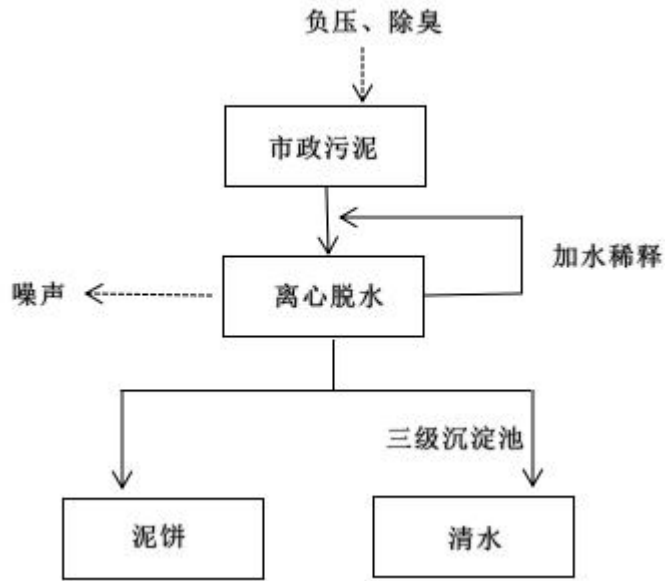 负压、除臭
市政污泥
加水稀释
噪声
离心脱水
三级沉淀池
泥饼
清水